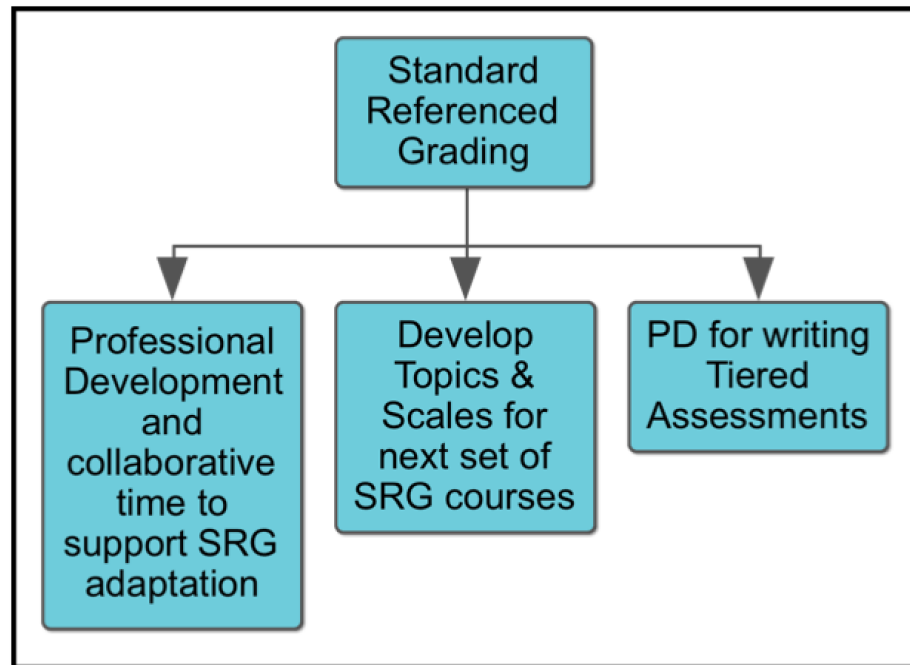 Standard
Referenced
Grading
Professional
Development
and
collaborative
time to
support SRG
adaptation
Develop
Topics &
Scales for
next set of
SRG courses
PD for writing
Tiered
Assessments